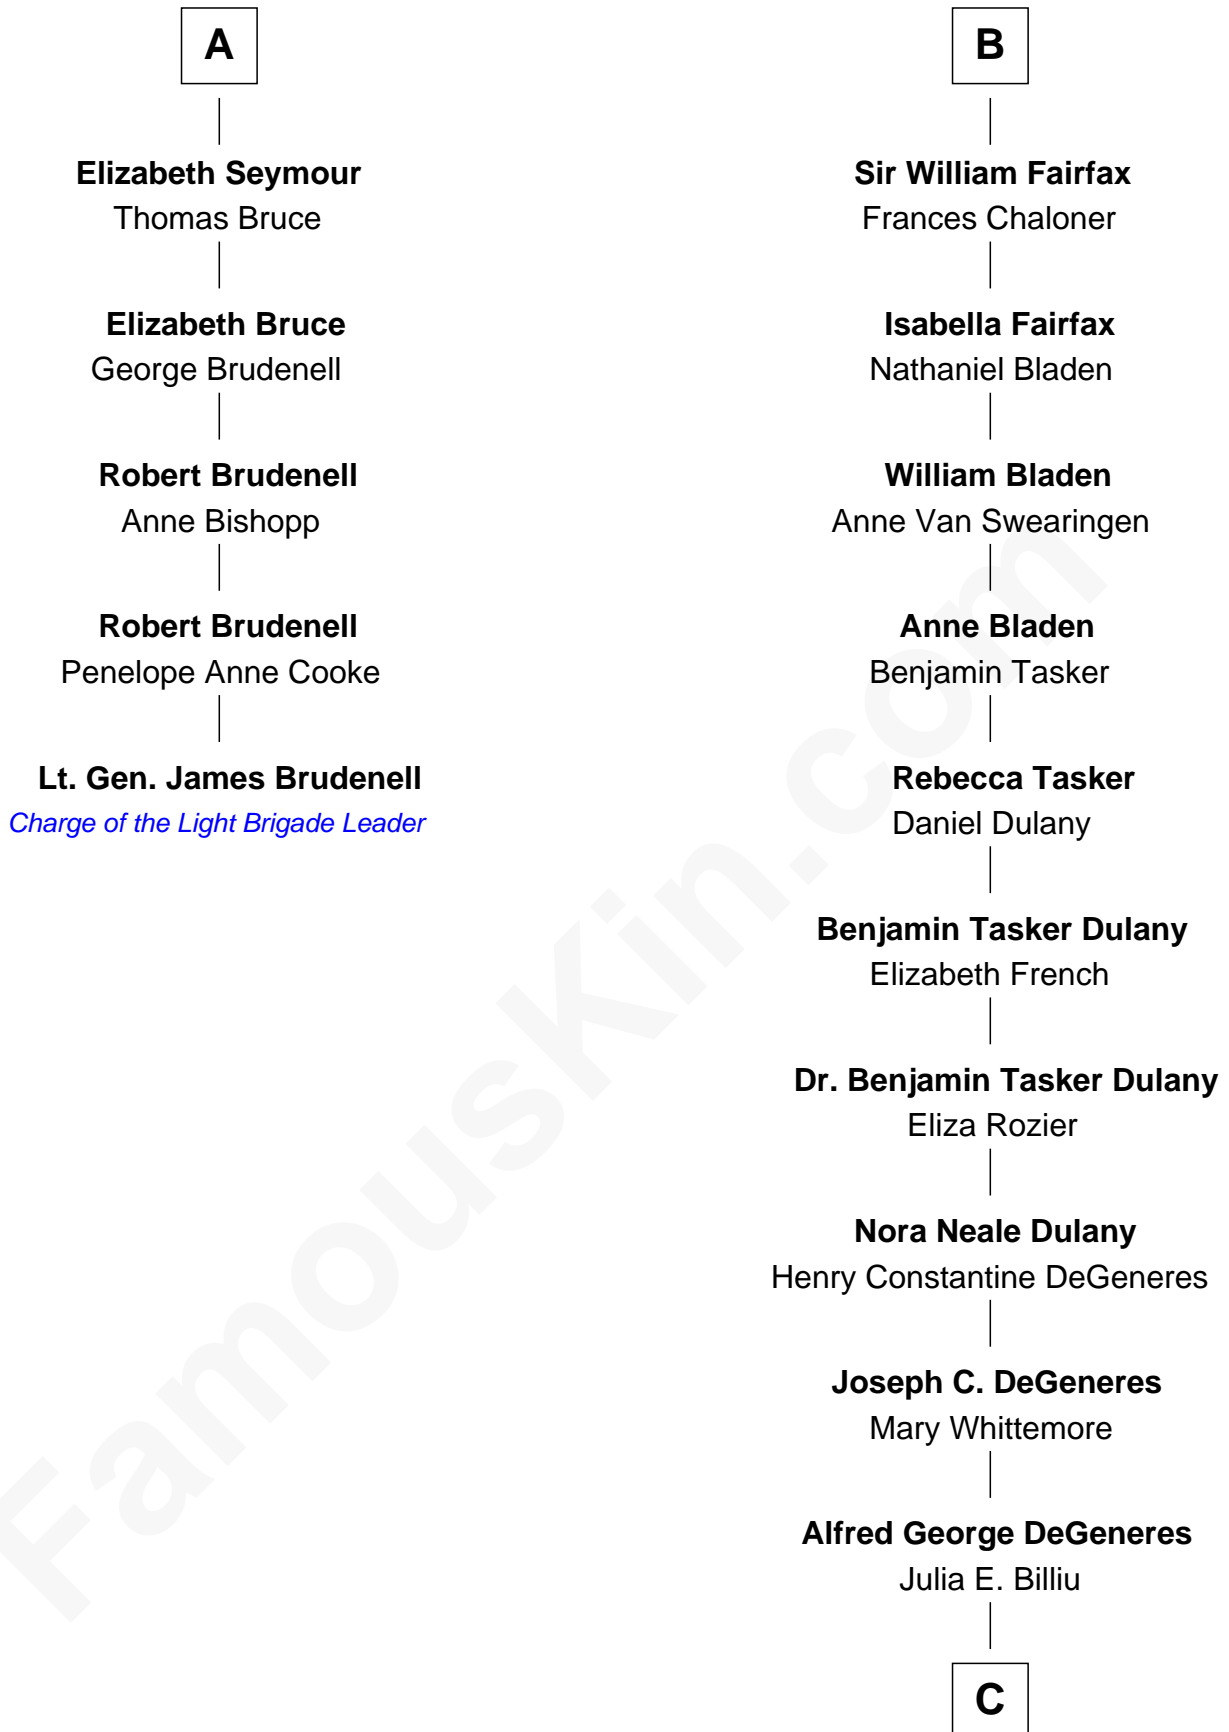 A
Elizabeth Seymour
Thomas Bruce
Elizabeth Bruce
George Brudenell
Robert Brudenell
Anne Bishopp
Robert Brudenell
Penelope Anne Cooke
Lt. Gen. James Brudenell
Charge of the Light Brigade Leader
B
Sir William Fairfax
Frances Chaloner
Isabella Fairfax
Nathaniel Bladen
William Bladen
Anne Van Swearingen
Anne Bladen
Benjamin Tasker
Rebecca Tasker
Daniel Dulany
Benjamin Tasker Dulany
Elizabeth French
Dr. Benjamin Tasker Dulany
Eliza Rozier
Nora Neale Dulany
Henry Constantine DeGeneres
Joseph C. DeGeneres
Mary Whittemore
Alfred George DeGeneres
Julia E. Billiu
C
FamousKin.com